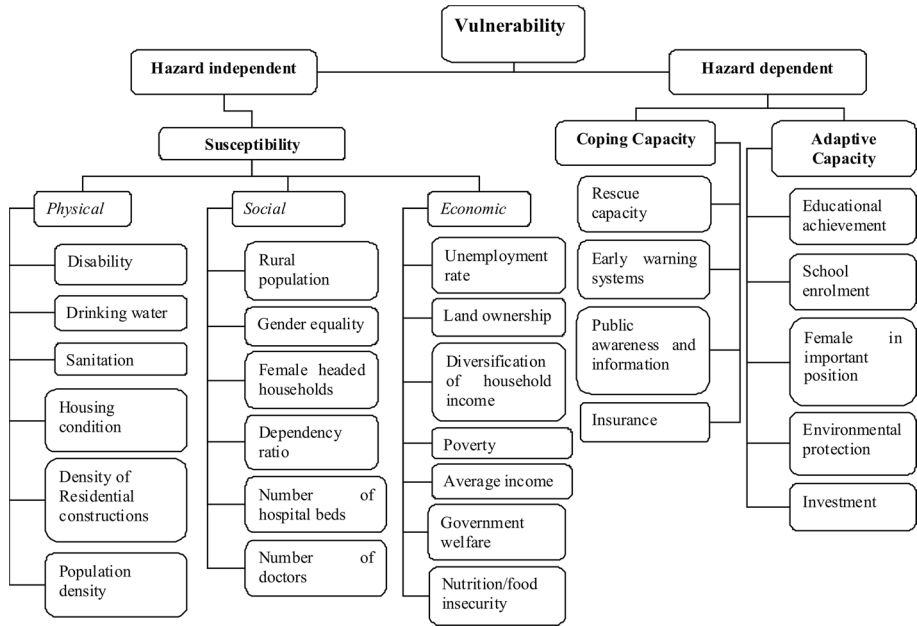 Vulnerability
Hazard independent
Hazard dependent
Susceptibility
Coping Capacity
Adaptive
Capacity
Physical
Social
Economic
Disability
Drinking water
Sanitation
Housing
condition
Density of
Residential
constructions
Population
density
Rural
population
Gender equality
Female headed
households
Dependency
ratio
Number of
hospital beds
Number of
doctors
Unemployment
rate
Land ownership
Diversification
of household
income
Poverty
Average income
Government
welfare
Nutrition/food
insecurity
Rescue
capacity
Early warning
systems
Public
awareness and
information
Insurance
Educational
achievement
School
enrolment
Female in
important
position
Environmental
protection
Investment